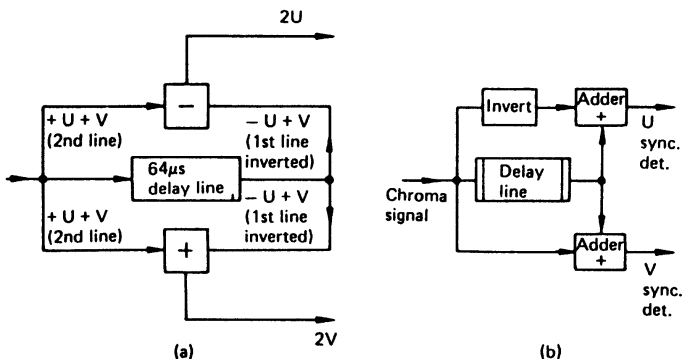 2U
−
+ U + V
(2nd line)
− U + V
(1st line
inverted)
64μs
delay line
+ U + V
(2nd line)
− U + V
(1st line
inverted)
+
2V
(a)
Invert
Adder
+
U
sync.
det.
Chroma
signal
Delay
line
Adder
+
V
sync.
det.
(b)